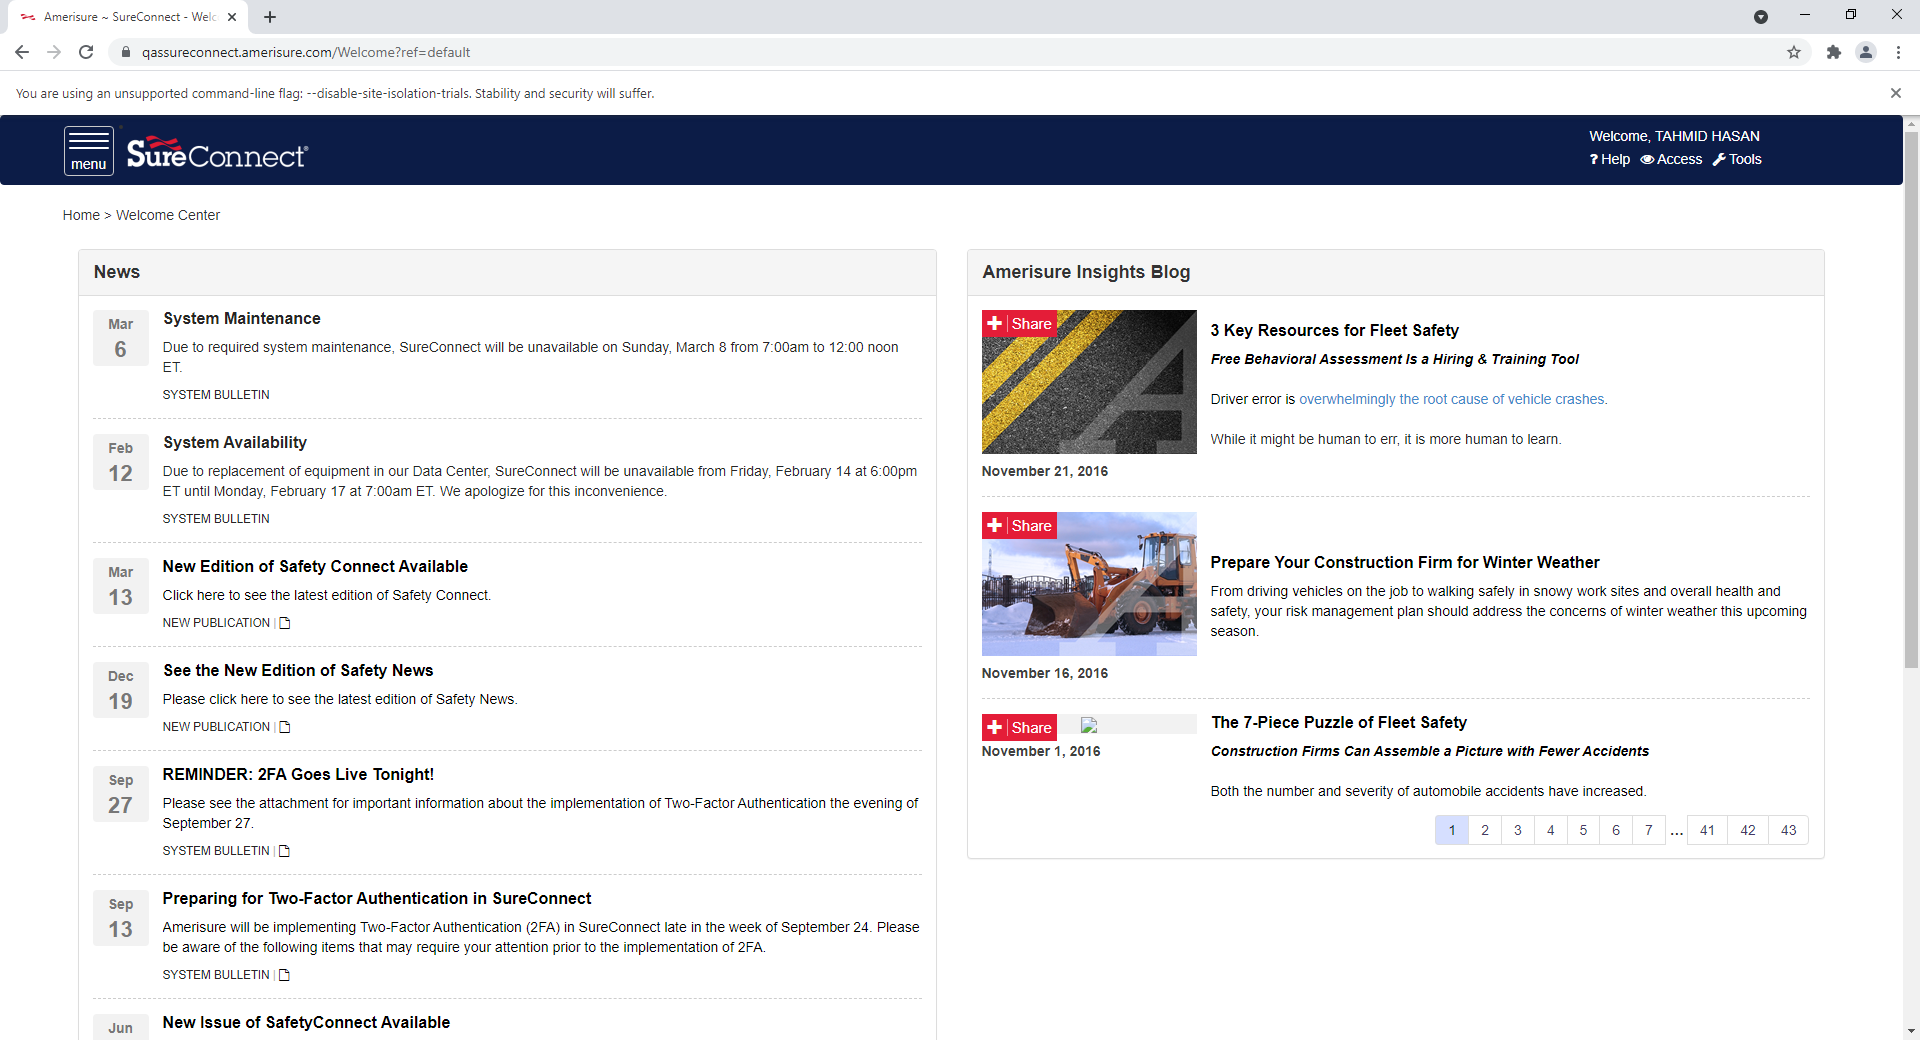 Amerisure ~ SureConnect - Welc
qassureconnect.amerisure.com/Welcome?ref=default
You are using an unsupported command-line flag: --disable-site-isolation-trials. Stability and security will suffer.
menu
SureConnect®
Welcome, TAHMID HASAN
? Help Access Tools
Home > Welcome Center
News
Mar
6
System Maintenance
Due to required system maintenance, SureConnect will be unavailable on Sunday, March 8 from 7:00am to 12:00 noon
ET.
SYSTEM BULLETIN
Feb
12
System Availability
Due to replacement of equipment in our Data Center, SureConnect will be unavailable from Friday, February 14 at 6:00pm
ET until Monday, February 17 at 7:00am ET. We apologize for this inconvenience.
SYSTEM BULLETIN
Mar
13
New Edition of Safety Connect Available
Click here to see the latest edition of Safety Connect.
NEW PUBLICATION |
Dec
19
See the New Edition of Safety News
Please click here to see the latest edition of Safety News.
NEW PUBLICATION |
Sep
27
REMINDER: 2FA Goes Live Tonight!
Please see the attachment for important information about the implementation of Two-Factor Authentication the evening of
September 27.
SYSTEM BULLETIN |
Sep
13
Preparing for Two-Factor Authentication in SureConnect
Amerisure will be implementing Two-Factor Authentication (2FA) in SureConnect late in the week of September 24. Please
be aware of the following items that may require your attention prior to the implementation of 2FA.
SYSTEM BULLETIN |
Jun
New Issue of SafetyConnect Available
Amerisure Insights Blog
Share
A
November 21, 2016
3 Key Resources for Fleet Safety
Free Behavioral Assessment Is a Hiring & Training Tool
Driver error is overwhelmingly the root cause of vehicle crashes.
While it might be human to err, it is more human to learn.
Share
A
November 16, 2016
Prepare Your Construction Firm for Winter Weather
From driving vehicles on the job to walking safely in snowy work sites and overall health and
safety, your risk management plan should address the concerns of winter weather this upcoming
season.
Share
November 1, 2016
The 7-Piece Puzzle of Fleet Safety
Construction Firms Can Assemble a Picture with Fewer Accidents
Both the number and severity of automobile accidents have increased.
1 2 3 4 5 6 7 ... 41 42 43